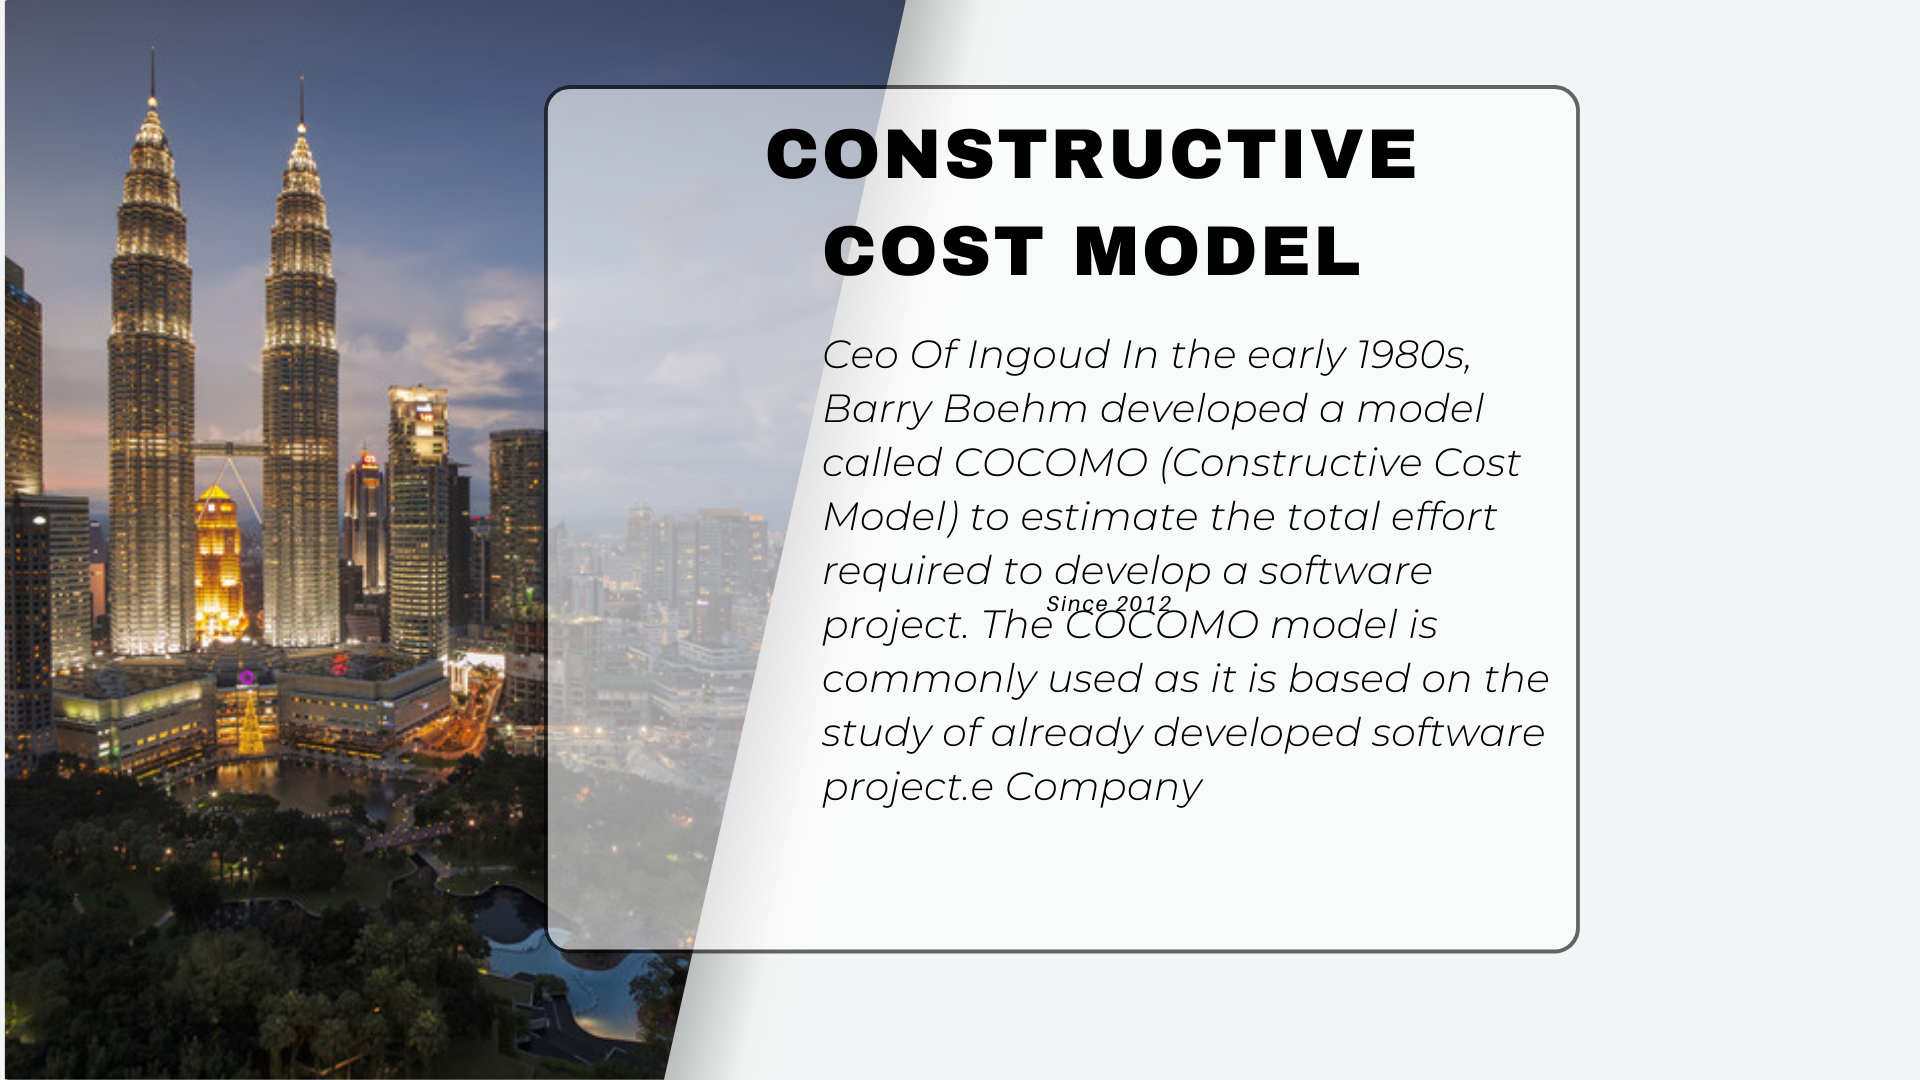 CONSTRUCTIVE
COST MODEL
Ceo Of Ingoud In the early 1980s,
Barry Boehm developed a model
called COCOMO (Constructive Cost
Model) to estimate the total effort
required to develop a software
Since 2012
project. The COCOMO model is
commonly used as it is based on the
study of already developed software
project.e Company